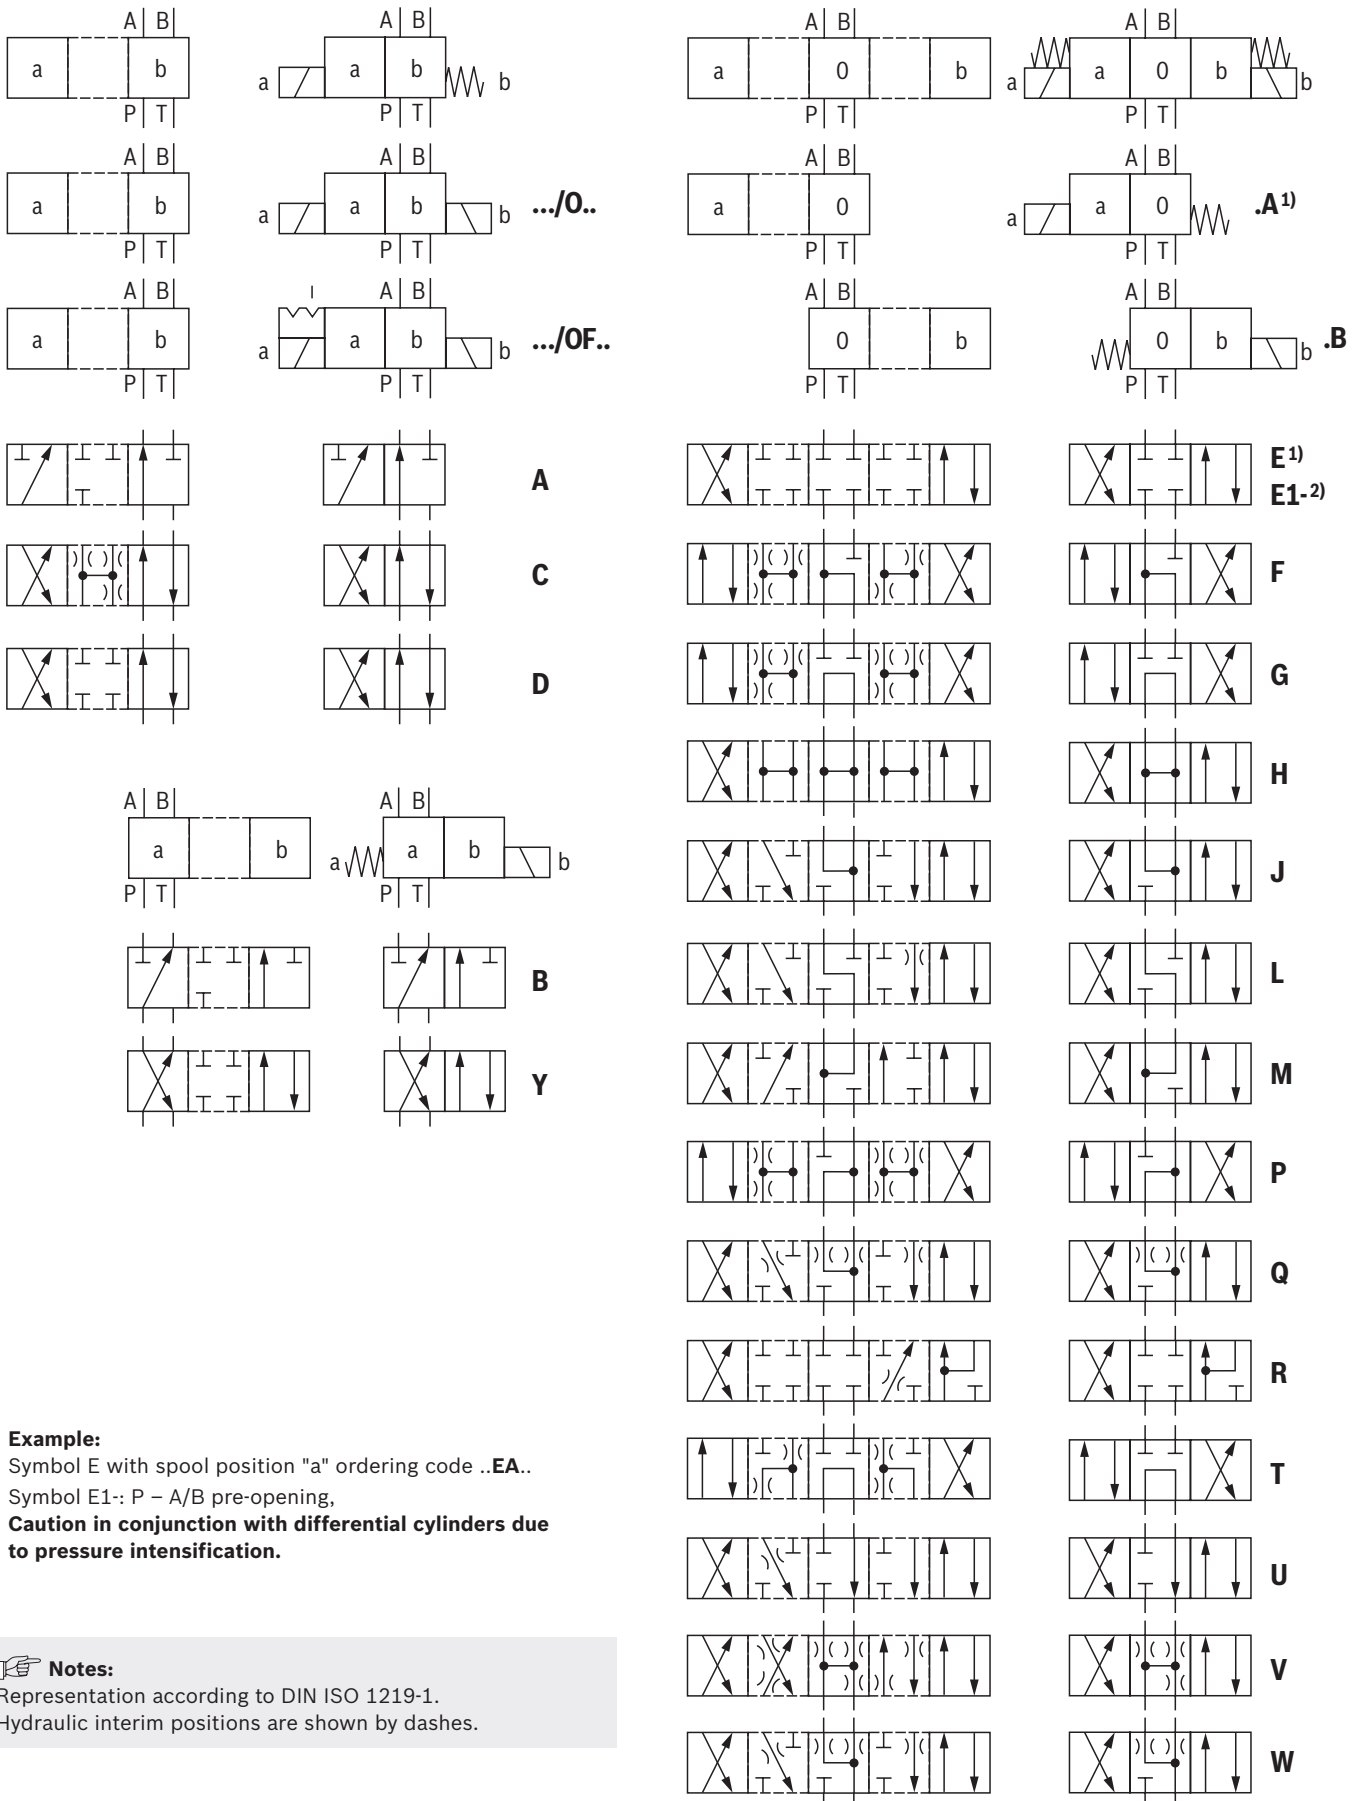 A B
a b
P T
A B
a a b b
P T
A B
a 0 b
P T
A B
a a 0 b b
P T
A B
a b
P T
A B
a a b b .../O..
P T
A B
a 0
P T
A B
a a 0 .A1)
P T
A B
a b
P T
A B
a a b b .../OF..
P T
A B
0 b
P T
A B
0 b b .B
P T
A
C
D
A B
a b
P T
A B
a a b b
P T
B
Y
E1)
E1-2)
F
G
H
J
L
M
P
Q
R
T
U
V
W
Example:
Symbol E with spool position "a" ordering code ..EA..
Symbol E1-: P – A/B pre-opening,
Caution in conjunction with differential cylinders due
to pressure intensification.
Notes:
Representation according to DIN ISO 1219-1.
Hydraulic interim positions are shown by dashes.